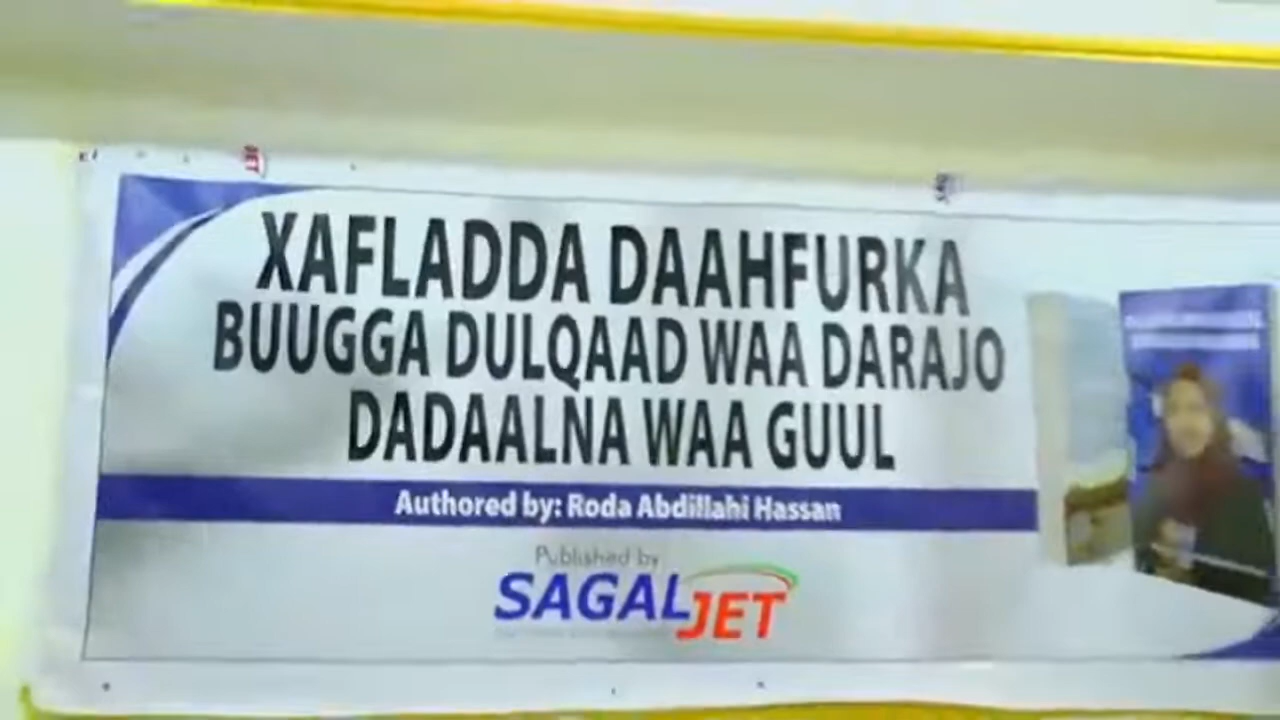 XAFLADDA DAAHFURKA
BUUGGA DULQAAD WAA DARAJO
DADAALNA WAA GUUL
Authored by: Roda Abdillahi Hassan
Published by
SAGALJET